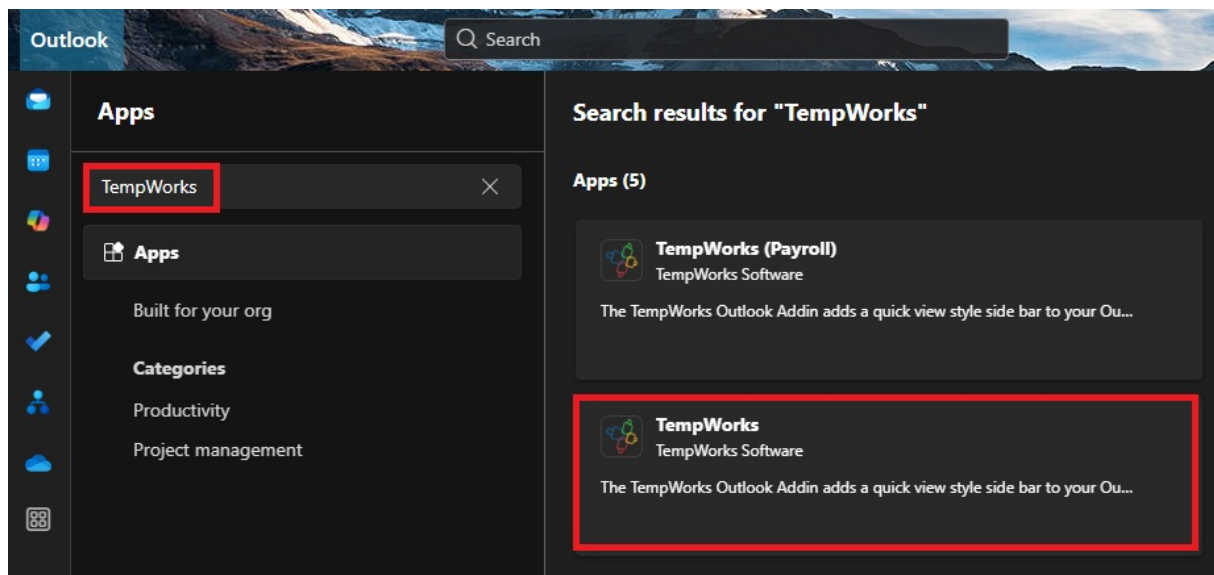 Outlook
Search
Apps
TempWorks
Apps
Built for your org
Categories
Productivity
Project management
Search results for "TempWorks"
Apps (5)
TempWorks (Payroll)
TempWorks Software
The TempWorks Outlook Addin adds a quick view style side bar to your Ou...
TempWorks
TempWorks Software
The TempWorks Outlook Addin adds a quick view style side bar to your Ou...